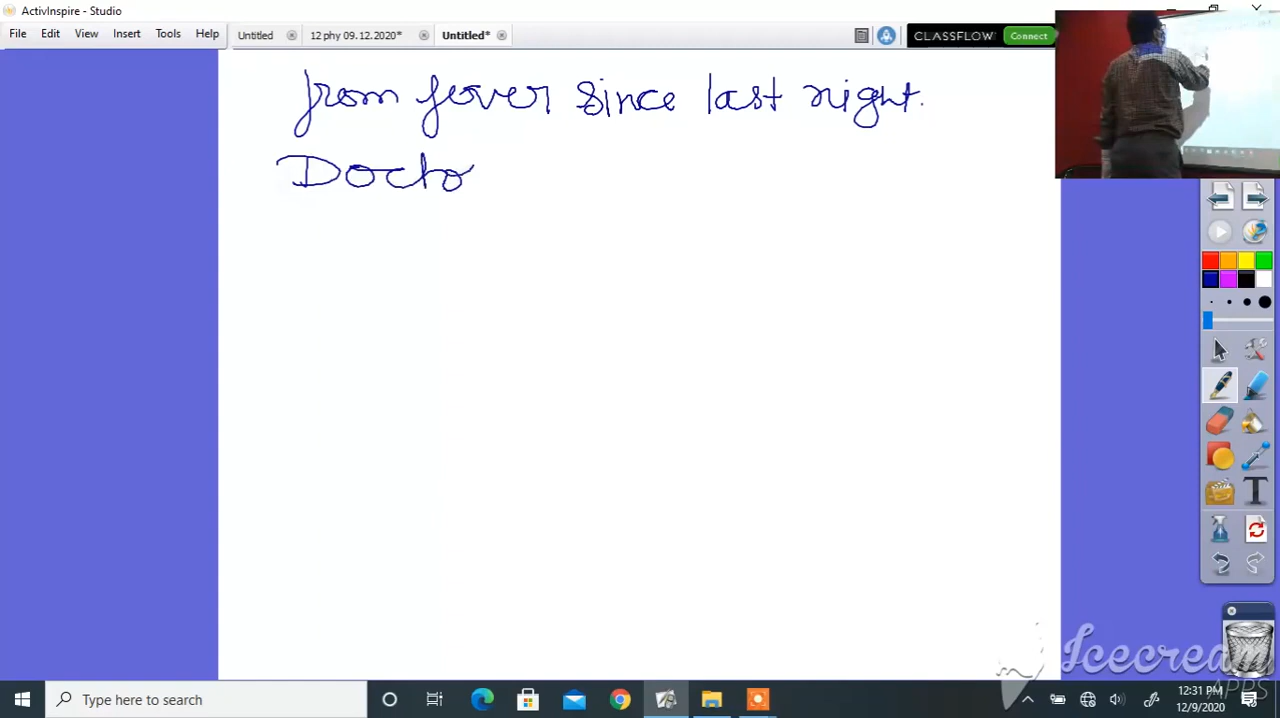 ActivInspire - Studio
File Edit View Insert Tools Help
Untitled 12 phy 09.12.2020* Untitled* CLASSFLOW Connect
from fever since last night.
Docto
T
Icecream
APPS
Type here to search
12:31 PM
12/9/2020